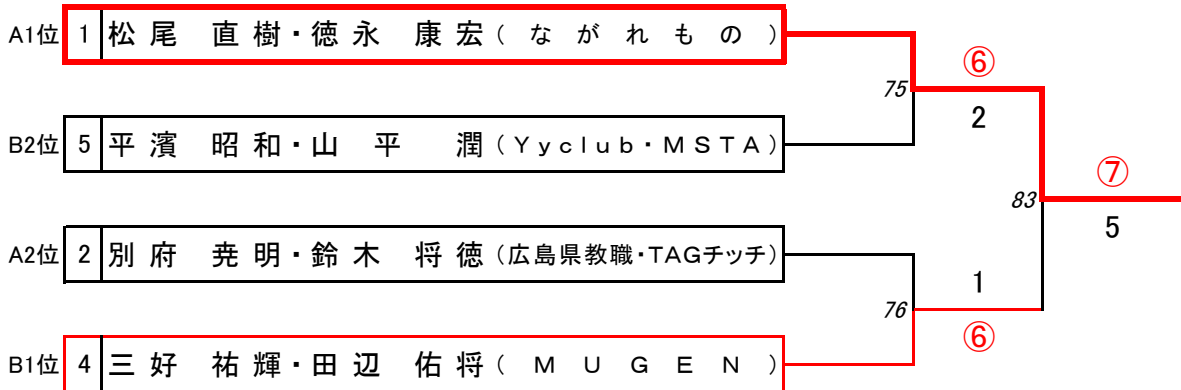 A1位 1 松尾 直樹・徳永 康宏(ながれもの)
⑥
75
2
B2位 5 平濱 昭和・山平 潤(Yyclub・MSTA)
⑦
83
5
A2位 2 別府 尭明・鈴木 将徳(広島県教職・TAGチッチ)
1
76
⑥
B1位 4 三好 祐輝・田辺 佑将(MUGEN)